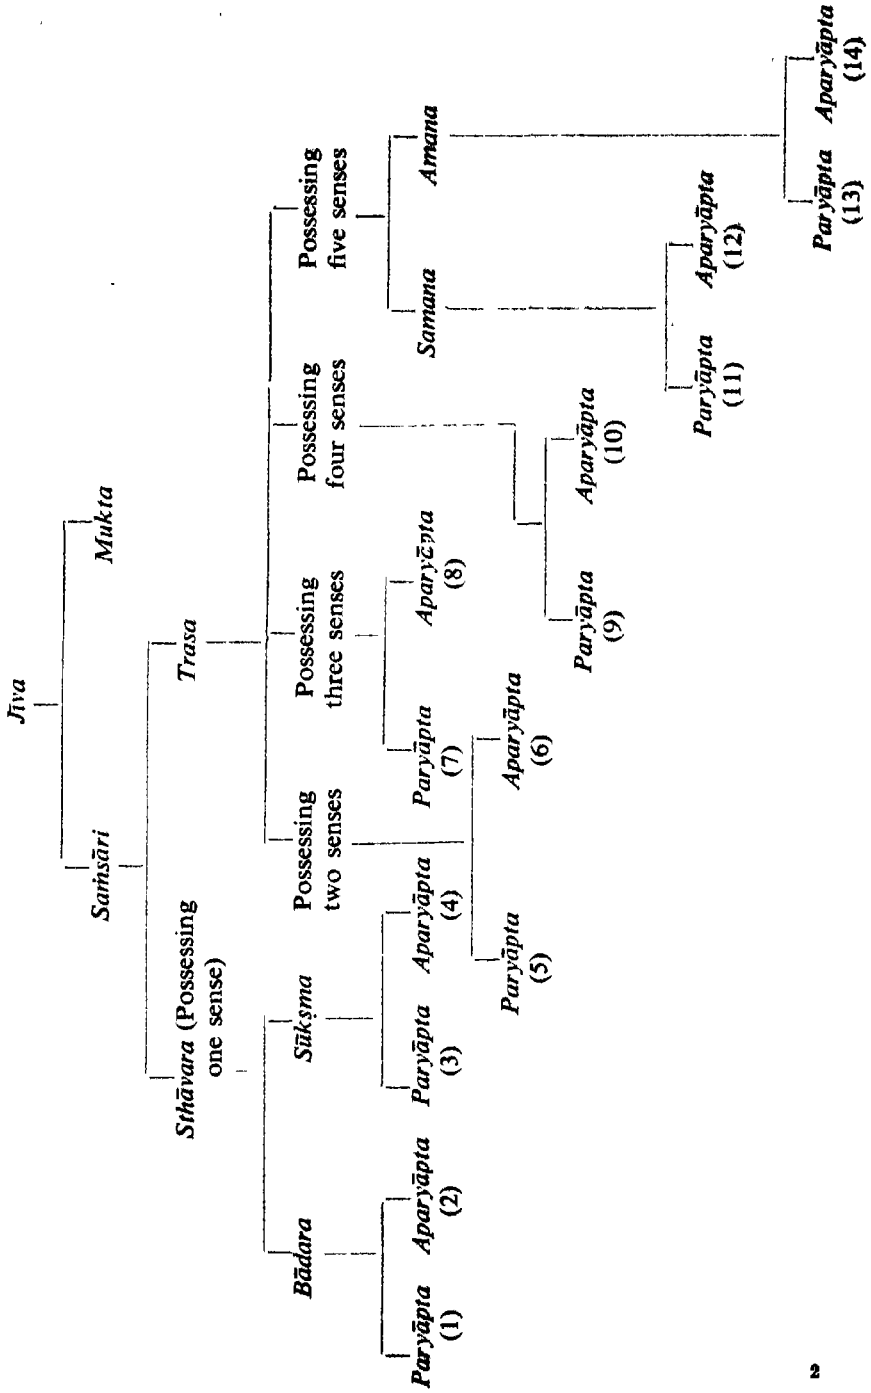 Jīva
Saṁsāri
Mukta
Sthāvara (Possessing
one sense)
Trasa
Bādara
Sūkṣma
Possessing
two senses
Possessing
three senses
Possessing
four senses
Possessing
five senses
Paryāpta
(1)
Aparyāpta
(2)
Paryāpta
(3)
Aparyāpta
(4)
Paryāpta
(7)
Aparyāpta
(8)
Samana
Amana
Paryāpta
(5)
Aparyāpta
(6)
Paryāpta
(9)
Aparyāpta
(10)
Paryāpta
(11)
Aparyāpta
(12)
Paryāpta
(13)
Aparyāpta
(14)
2